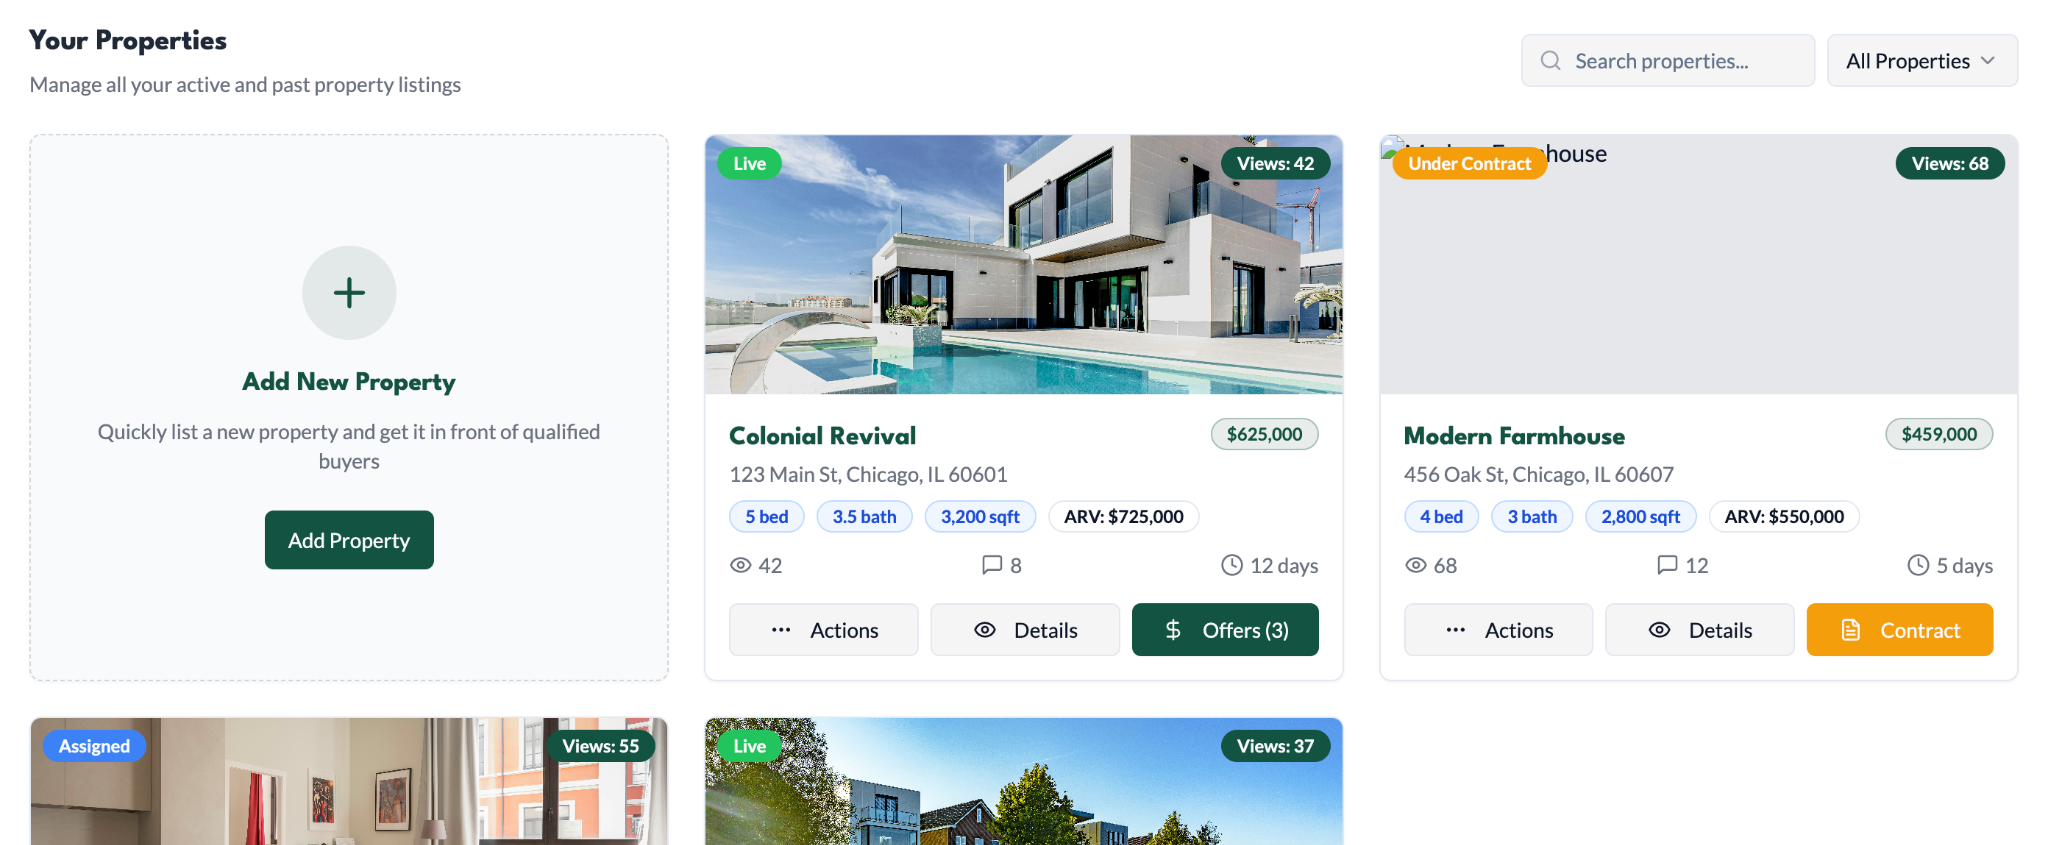 Your Properties
Manage all your active and past property listings
Search properties...
All Properties
Add New Property
Quickly list a new property and get it in front of qualified
buyers
Add Property
Live
Views: 42
Colonial Revival
$625,000
123 Main St, Chicago, IL 60601
5 bed
3.5 bath
3,200 sqft
ARV: $725,000
42
8
12 days
Actions
Details
Offers (3)
Under Contract
house
Views: 68
Modern Farmhouse
$459,000
456 Oak St, Chicago, IL 60607
4 bed
3 bath
2,800 sqft
ARV: $550,000
68
12
5 days
Actions
Details
Contract
Assigned
Views: 55
Live
Views: 37